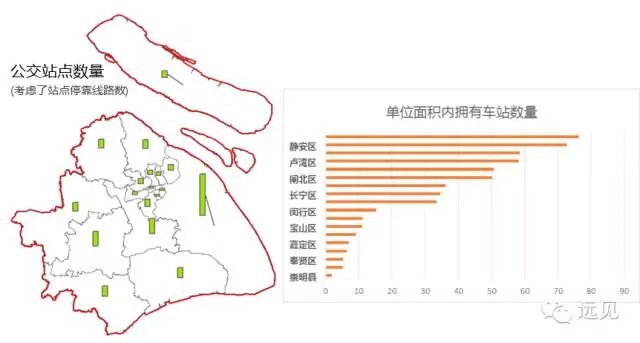 公交站点数量
(考虑了站点停靠线路数)
单位面积内拥有车站数量
静安区
卢湾区
闸北区
长宁区
闵行区
宝山区
嘉定区
奉贤区
崇明县
0 10 20 30 40 50 60 70 80 90
远见